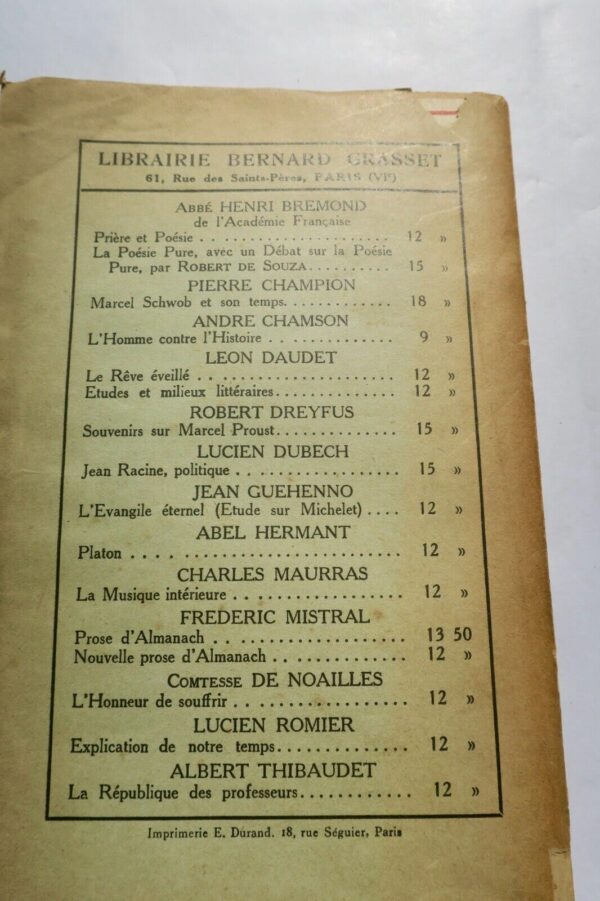 LIBRAIRIE BERNARD GRASSET
61, Rue des Saints-Pères, PARIS (VIᵉ)
ABBÉ HENRI BREMOND
de l'Académie Française
Prière et Poésie . . . . . . . . . . . . . . . . . . . . 12 »
La Poésie Pure, avec un Débat sur la Poésie
Pure, par ROBERT DE SOUZA.......... 15 »
PIERRE CHAMPION
Marcel Schwob et son temps............. 18 »
ANDRE CHAMSON
L'Homme contre l'Histoire . . . . . . . . . . . . . 9 »
LEON DAUDET
Le Rêve éveillé . . . . . . . . . . . . . . . . . . . . . 12 »
Etudes et milieux littéraires.............. 12 »
ROBERT DREYFUS
Souvenirs sur Marcel Proust.............. 15 »
LUCIEN DUBECH
Jean Racine, politique . . . . . . . . . . . . . . . . . 15 »
JEAN GUEHENNO
L'Evangile éternel (Etude sur Michelet) .... 12 »
ABEL HERMANT
Platon . . . . . . . . . . . . . . . . . . . . . . . . . . . 12 »
CHARLES MAURRAS
La Musique intérieure . . . . . . . . . . . . . . . . . 12 »
FREDERIC MISTRAL
Prose d'Almanach . . . . . . . . . . . . . . . . . . . 13 50
Nouvelle prose d'Almanach . . . . . . . . . . . . . 12 »
COMTESSE DE NOAILLES
L'Honneur de souffrir . . . . . . . . . . . . . . . . . 12 »
LUCIEN ROMIER
Explication de notre temps.............. 12 »
ALBERT THIBAUDET
La République des professeurs............ 12 »
Imprimerie E. Durand. 18, rue Séguier, Paris